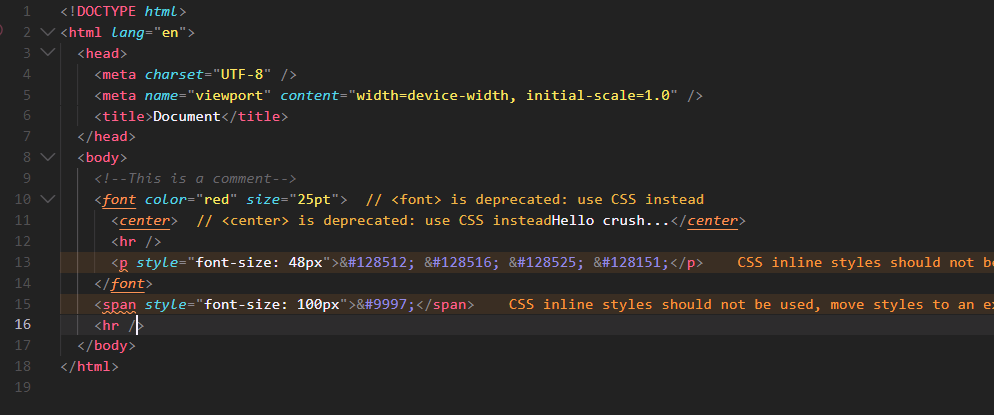 1 <!DOCTYPE html>
2 <html lang="en">
3 <head>
4 <meta charset="UTF-8" />
5 <meta name="viewport" content="width=device-width, initial-scale=1.0" />
6 <title>Document</title>
7 </head>
8 <body>
9 <!--This is a comment-->
10 <font color="red" size="25pt"> // <font> is deprecated: use CSS instead
11 <center> // <center> is deprecated: use CSS insteadHello crush...</center>
12 <hr />
13 <p style="font-size: 48px">&#128512; &#128516; &#128525; &#128151;</p> CSS inline styles should not be
14 </font>
15 <span style="font-size: 100px">&#9997;</span> CSS inline styles should not be used, move styles to an
16 <hr />
17 </body>
18 </html>
19